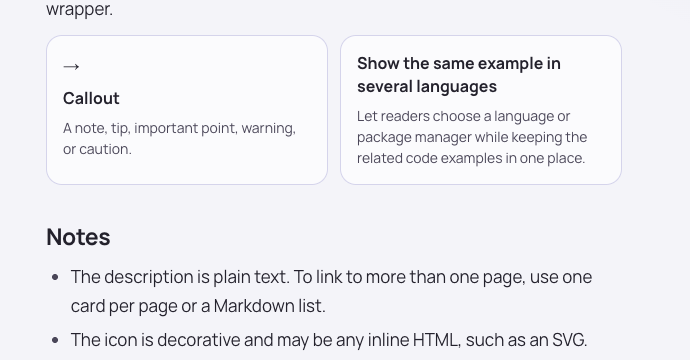 wrapper.
→
Callout
A note, tip, important point, warning,
or caution.
Show the same example in
several languages
Let readers choose a language or
package manager while keeping the
related code examples in one place.
Notes
• The description is plain text. To link to more than one page, use one
card per page or a Markdown list.
• The icon is decorative and may be any inline HTML, such as an SVG.